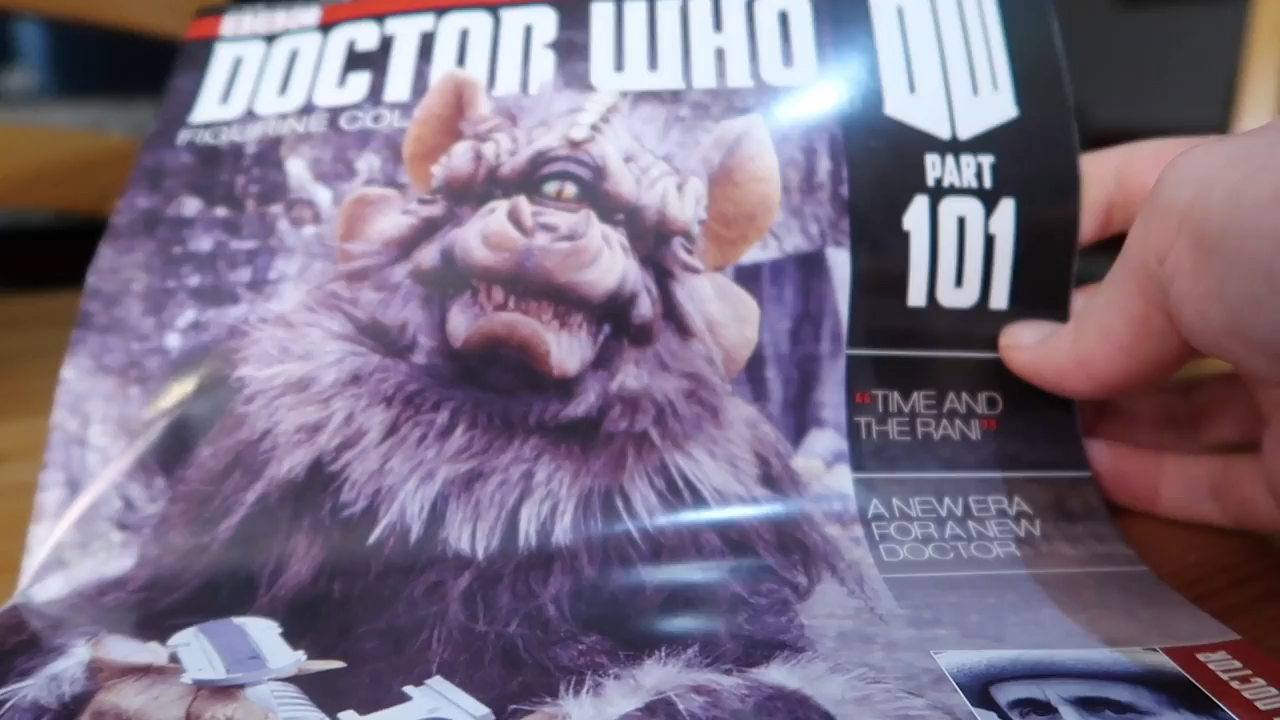 DOCTOR WHO
FIGURINE COL
DW
PART
101
“TIME AND
THE RANI”
A NEW ERA
FOR A NEW
DOCTOR
DOCTOR